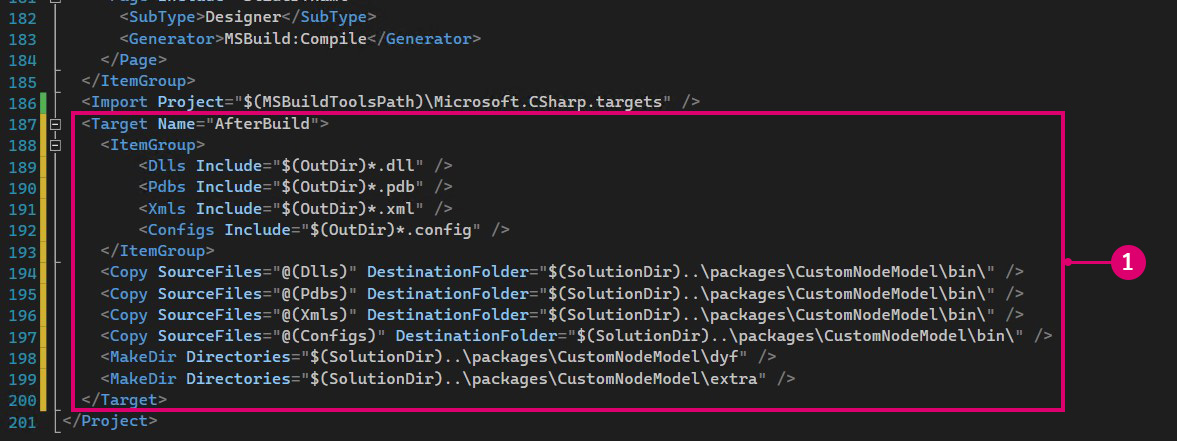 182 <SubType>Designer</SubType>
183 <Generator>MSBuild:Compile</Generator>
184 </Page>
185 </ItemGroup>
186 <Import Project="$(MSBuildToolsPath)\Microsoft.CSharp.targets" />
187 <Target Name="AfterBuild">
188 <ItemGroup>
189 <Dlls Include="$(OutDir)*.dll" />
190 <Pdbs Include="$(OutDir)*.pdb" />
191 <Xmls Include="$(OutDir)*.xml" />
192 <Configs Include="$(OutDir)*.config" />
193 </ItemGroup>
194 <Copy SourceFiles="@(Dlls)" DestinationFolder="$(SolutionDir)..\packages\CustomNodeModel\bin\" />
195 <Copy SourceFiles="@(Pdbs)" DestinationFolder="$(SolutionDir)..\packages\CustomNodeModel\bin\" />
196 <Copy SourceFiles="@(Xmls)" DestinationFolder="$(SolutionDir)..\packages\CustomNodeModel\bin\" />
197 <Copy SourceFiles="@(Configs)" DestinationFolder="$(SolutionDir)..\packages\CustomNodeModel\bin\" />
198 <MakeDir Directories="$(SolutionDir)..\packages\CustomNodeModel\dyf" />
199 <MakeDir Directories="$(SolutionDir)..\packages\CustomNodeModel\extra" />
200 </Target>
201 </Project>
1